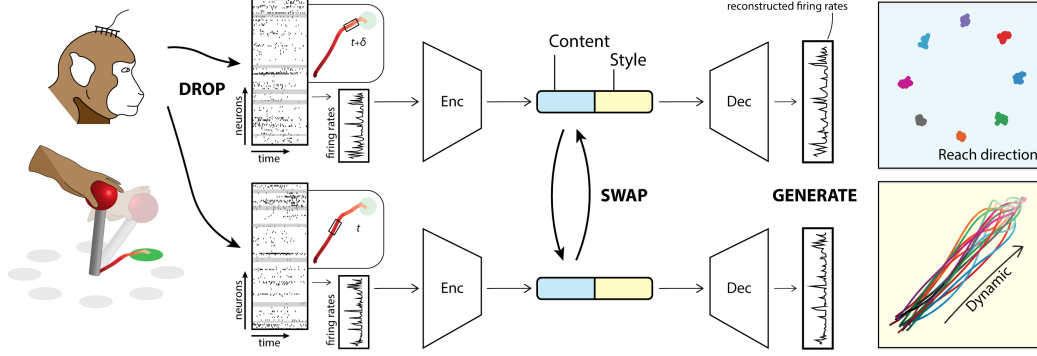 reconstructed firing rates
DROP
neurons
time
t+δ
firing rates
Enc
Content
Style
Dec
Reach direction
SWAP
GENERATE
neurons
time
t
firing rates
Enc
Dec
Dynamic